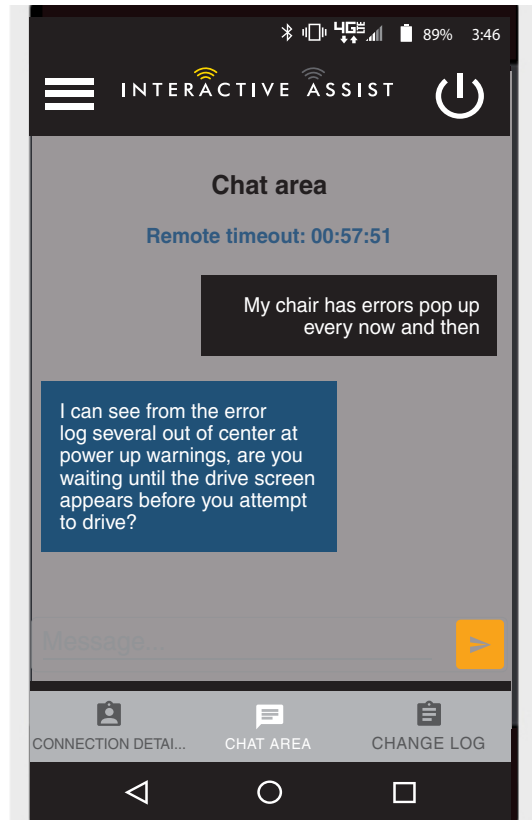 4GE 89% 3:46
INTERACTIVE ASSIST
Chat area
Remote timeout: 00:57:51
My chair has errors pop up
every now and then
I can see from the error
log several out of center at
power up warnings, are you
waiting until the drive screen
appears before you attempt
to drive?
Message...
CONNECTION DETAI... CHAT AREA CHANGE LOG